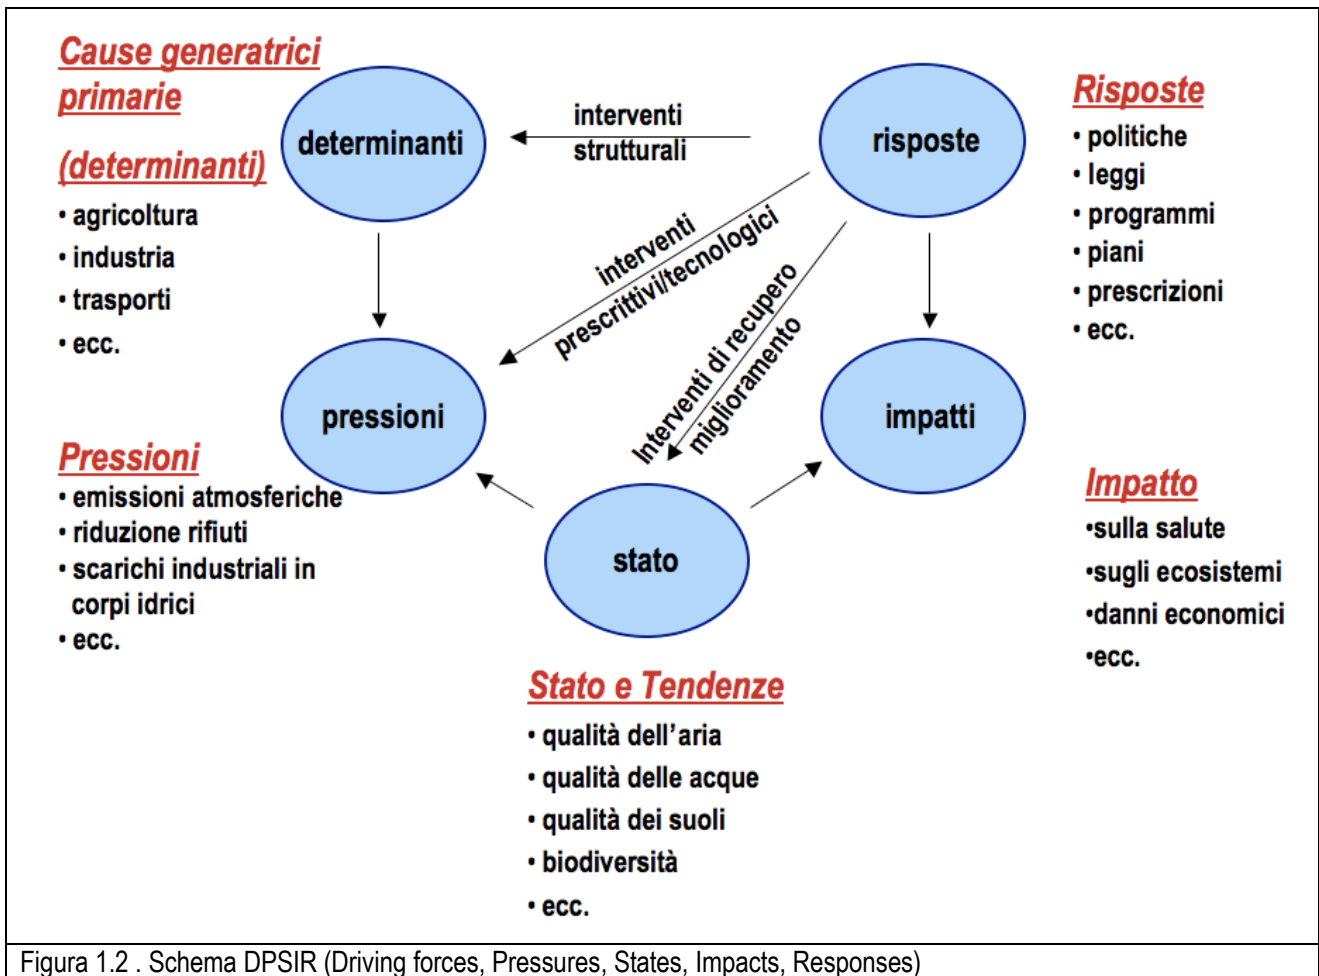 Cause generatrici
primarie
(determinanti)
• agricoltura
• industria
• trasporti
• ecc.
determinanti
interventi
strutturali
risposte
Risposte
• politiche
• leggi
• programmi
• piani
• prescrizioni
• ecc.
interventi
prescrittivi/tecnologici
Interventi di recupero
miglioramento
pressioni
impatti
stato
Pressioni
• emissioni atmosferiche
• riduzione rifiuti
• scarichi industriali in
corpi idrici
• ecc.
Impatto
•sulla salute
•sugli ecosistemi
•danni economici
•ecc.
Stato e Tendenze
• qualità dell’aria
• qualità delle acque
• qualità dei suoli
• biodiversità
• ecc.
Figura 1.2 . Schema DPSIR (Driving forces, Pressures, States, Impacts, Responses)